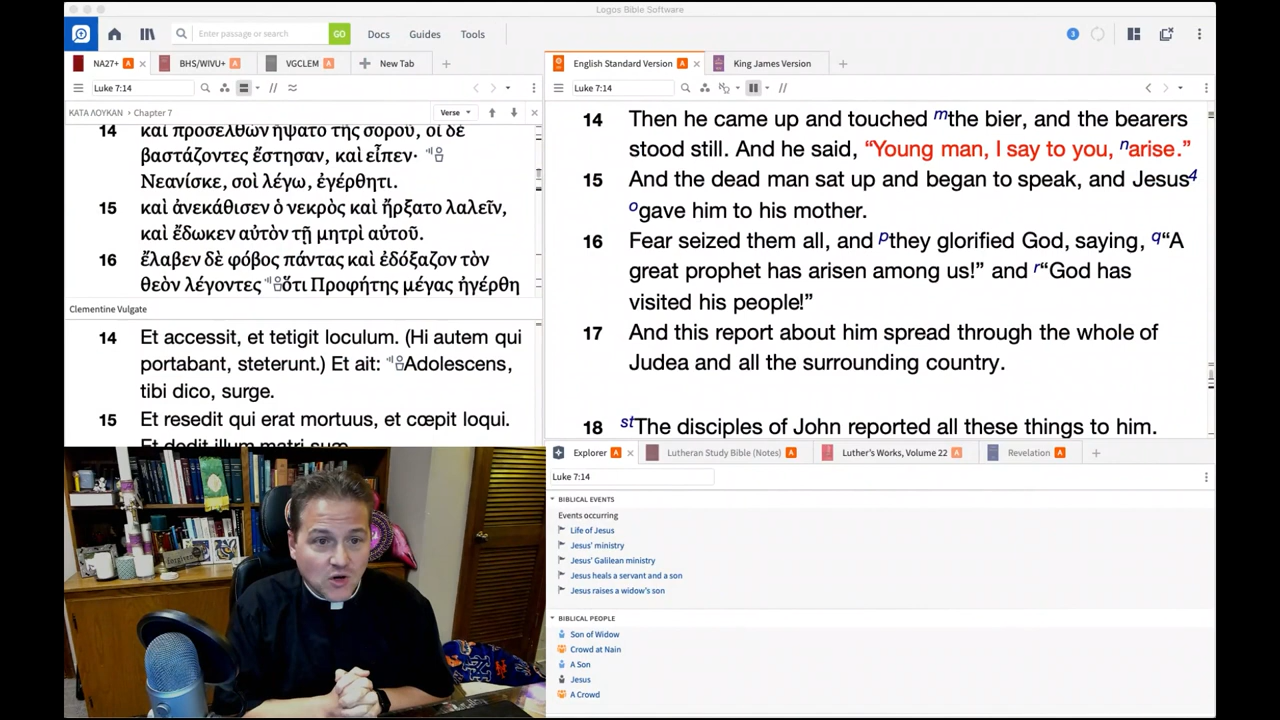 Logos Bible Software
Enter passage or search
GO
Docs
Guides
Tools
3
NA27+ A
BHS/WIVU+ A
VGCLEM A
New Tab
Luke 7:14
ΚΑΤΑ ΛΟΥΚΑΝ › Chapter 7
Verse
14 καὶ προσελθὼν ἥψατο τῆς σοροῦ, οἱ δὲ
βαστάζοντες ἔστησαν, καὶ εἶπεν·
Νεανίσκε, σοὶ λέγω, ἐγέρθητι.
15 καὶ ἀνεκάθισεν ὁ νεκρὸς καὶ ἤρξατο λαλεῖν,
καὶ ἔδωκεν αὐτὸν τῇ μητρὶ αὐτοῦ.
16 ἔλαβεν δὲ φόβος πάντας καὶ ἐδόξαζον τὸν
θεὸν λέγοντες ὅτι Προφήτης μέγας ἠγέρθη
Clementine Vulgate
14 Et accessit, et tetigit loculum. (Hi autem qui
portabant, steterunt.) Et ait: Adolescens,
tibi dico, surge.
15 Et resedit qui erat mortuus, et cœpit loqui.
Et dedit illum matri suæ
English Standard Version A
King James Version
Luke 7:14
14 Then he came up and touched m the bier, and the bearers
stood still. And he said, “Young man, I say to you, n arise.”
15 And the dead man sat up and began to speak, and Jesus4
o gave him to his mother.
16 Fear seized them all, and p they glorified God, saying, q “A
great prophet has arisen among us!” and r “God has
visited his people!”
17 And this report about him spread through the whole of
Judea and all the surrounding country.
18 st The disciples of John reported all these things to him.
Explorer A
Lutheran Study Bible (Notes) A
Luther's Works, Volume 22 A
Revelation A
Luke 7:14
BIBLICAL EVENTS
Events occurring
Life of Jesus
Jesus' ministry
Jesus' Galilean ministry
Jesus heals a servant and a son
Jesus raises a widow's son
BIBLICAL PEOPLE
Son of Widow
Crowd at Nain
A Son
Jesus
A Crowd